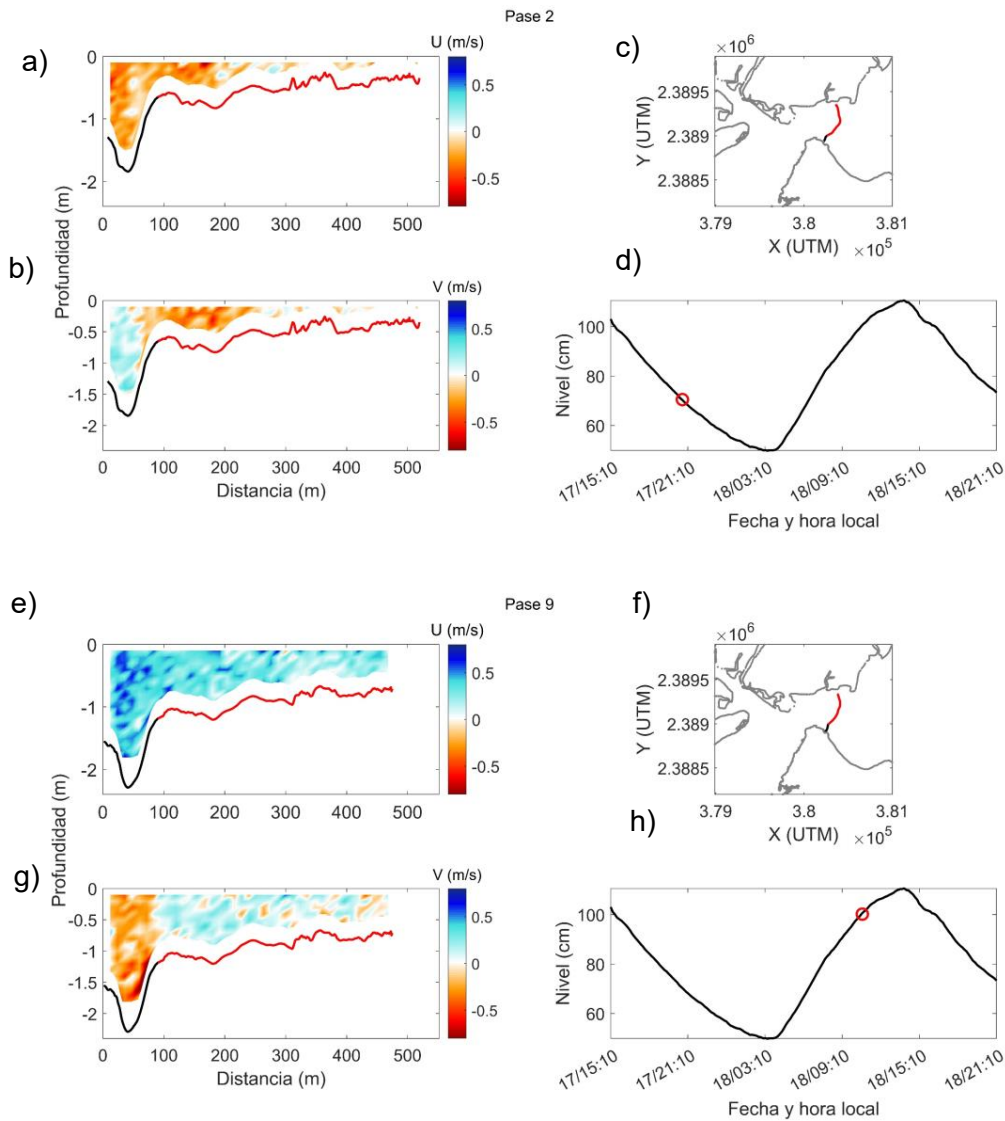 Pase 2
a)
U (m/s)
0
-1
-2
0 100 200 300 400 500
0.5
0
-0.5
b)
V (m/s)
0
-0.5
-1
-1.5
-2
0 100 200 300 400 500
0.5
0
-0.5
Profundidad (m)
Distancia (m)
c)
×10⁶
2.3895
2.389
2.3885
Y (UTM)
3.79 3.8 3.81
X (UTM) ×10⁵
d)
100
80
60
Nivel (cm)
17/15:10 17/21:10 18/03:10 18/09:10 18/15:10 18/21:10
Fecha y hora local
Pase 9
e)
U (m/s)
0
-1
-2
0 100 200 300 400 500
0.5
0
-0.5
g)
V (m/s)
0
-0.5
-1
-1.5
-2
0 100 200 300 400 500
0.5
0
-0.5
Profundidad (m)
Distancia (m)
f)
×10⁶
2.3895
2.389
2.3885
Y (UTM)
3.79 3.8 3.81
X (UTM) ×10⁵
h)
100
80
60
Nivel (cm)
17/15:10 17/21:10 18/03:10 18/09:10 18/15:10 18/21:10
Fecha y hora local